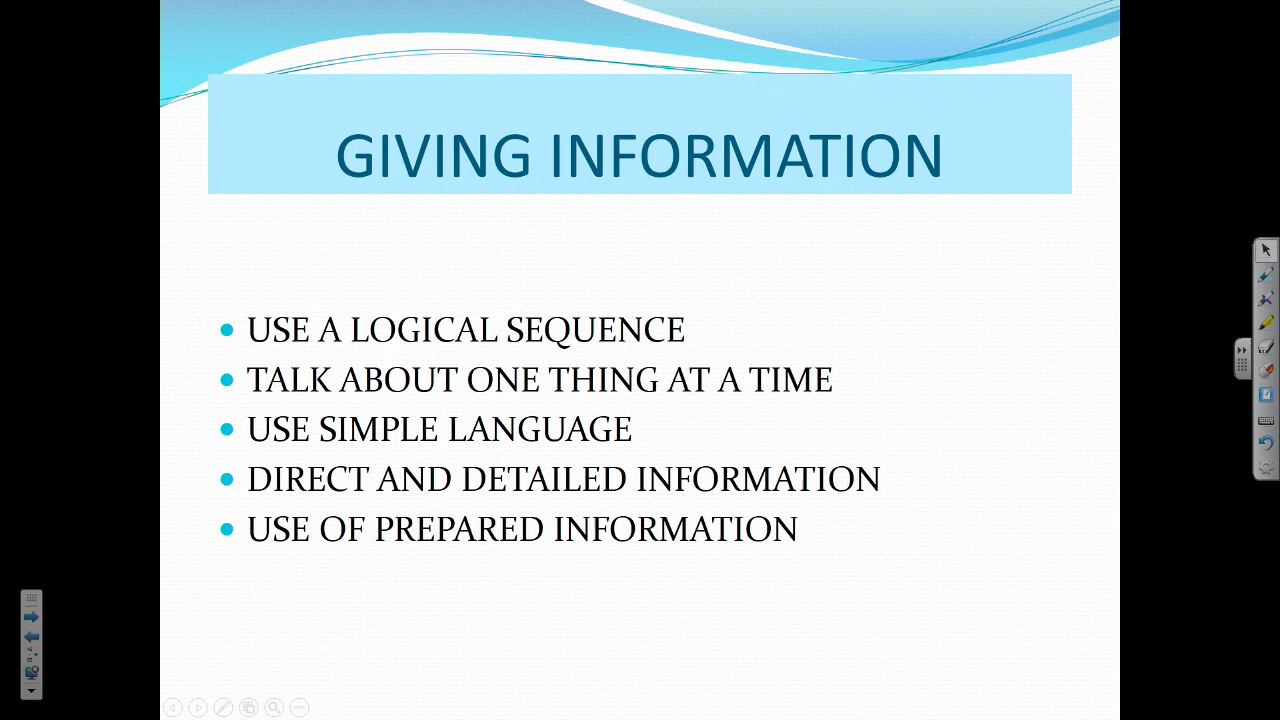 GIVING INFORMATION
• USE A LOGICAL SEQUENCE
• TALK ABOUT ONE THING AT A TIME
• USE SIMPLE LANGUAGE
• DIRECT AND DETAILED INFORMATION
• USE OF PREPARED INFORMATION